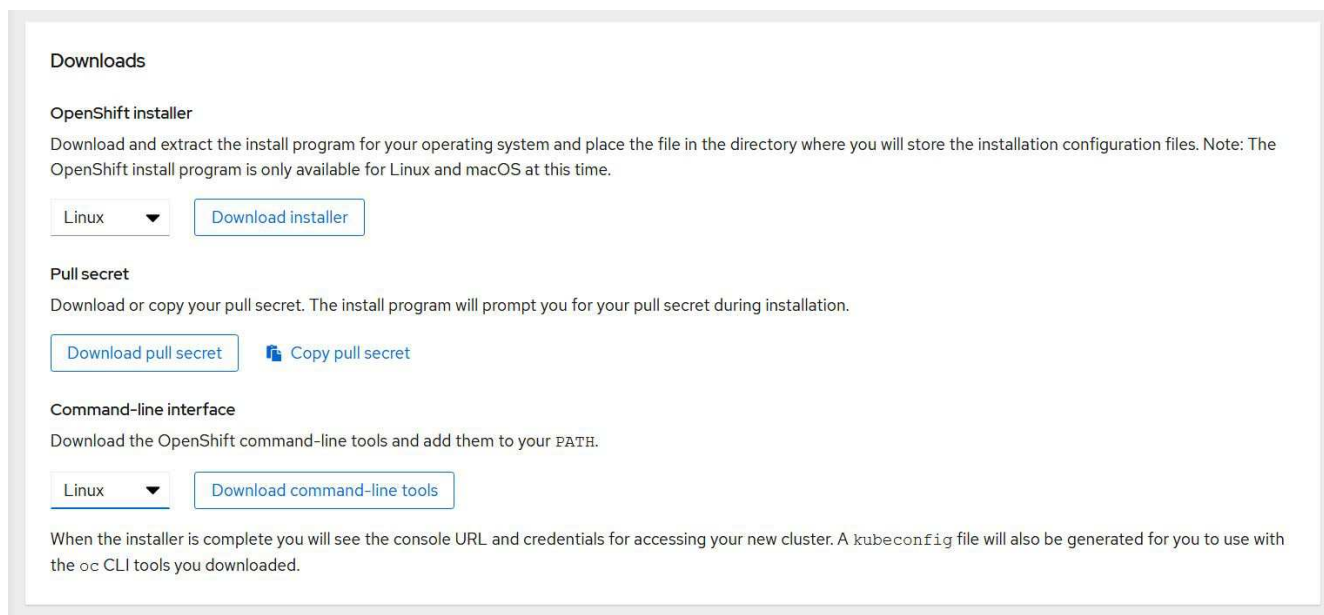 Downloads
OpenShift installer
Download and extract the install program for your operating system and place the file in the directory where you will store the installation configuration files. Note: The
OpenShift install program is only available for Linux and macOS at this time.
Linux Download installer
Pull secret
Download or copy your pull secret. The install program will prompt you for your pull secret during installation.
Download pull secret Copy pull secret
Command-line interface
Download the OpenShift command-line tools and add them to your PATH.
Linux Download command-line tools
When the installer is complete you will see the console URL and credentials for accessing your new cluster. A kubeconfig file will also be generated for you to use with
the oc CLI tools you downloaded.